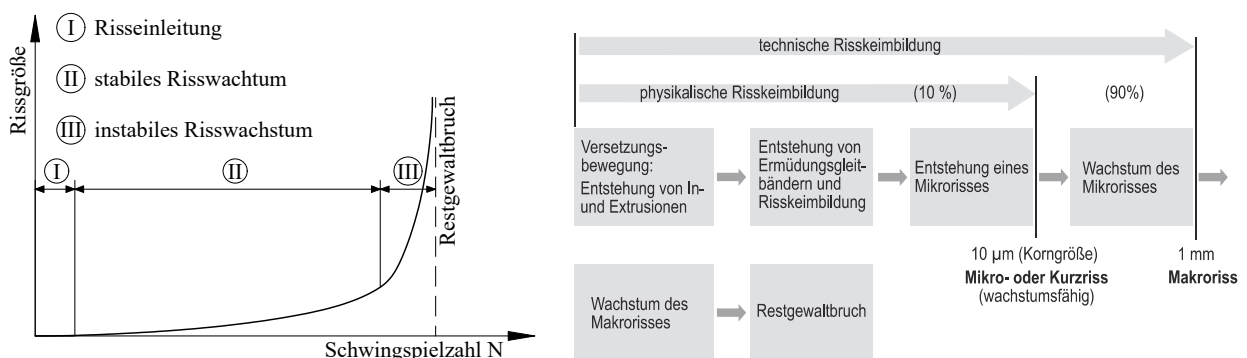 Rissgröße
I Risseinleitung
II stabiles Risswachtum
III instabiles Risswachstum
I
II
III
Restgewaltbruch
Schwingspielzahl N
technische Risskeimbildung
physikalische Risskeimbildung (10 %)
(90%)
Versetzungs-
bewegung:
Entstehung von In-
und Extrusionen
Entstehung von
Ermüdungsgleit-
bändern und
Risskeimbildung
Entstehung eines
Mikrorisses
Wachstum des
Mikrorisses
10 µm (Korngröße)
Mikro- oder Kurzriss
(wachstumsfähig)
1 mm
Makroriss
Wachstum des
Makrorisses
Restgewaltbruch